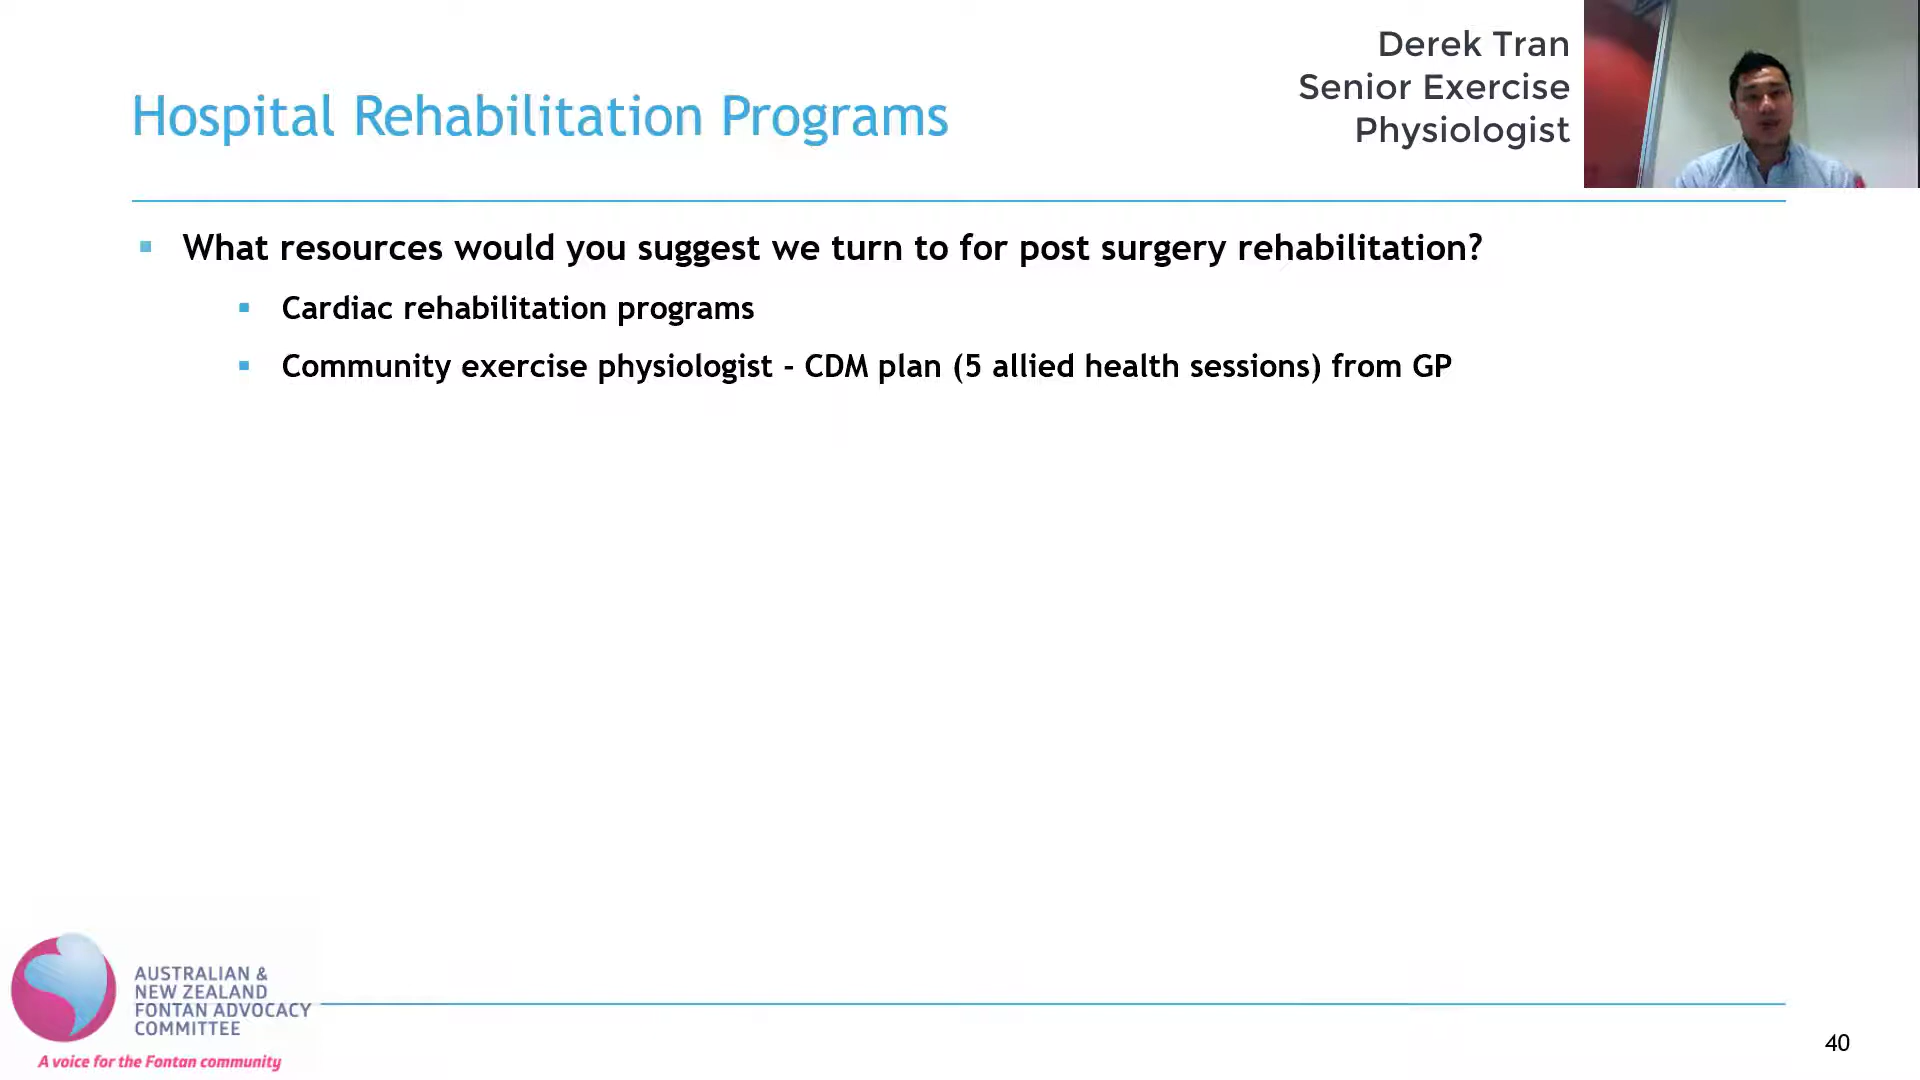 Derek Tran
Senior Exercise
Physiologist
Hospital Rehabilitation Programs
What resources would you suggest we turn to for post surgery rehabilitation?
Cardiac rehabilitation programs
Community exercise physiologist - CDM plan (5 allied health sessions) from GP
AUSTRALIAN &
NEW ZEALAND
FONTAN ADVOCACY
COMMITTEE
A voice for the Fontan community
40